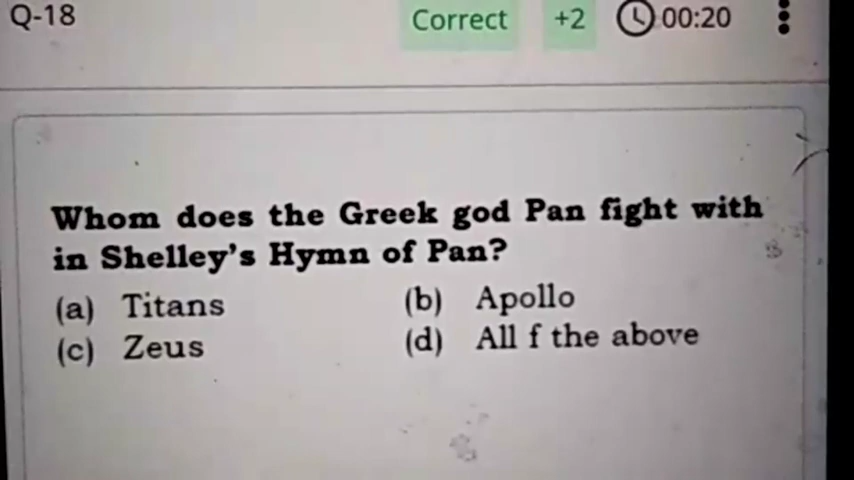 Q-18 Correct +2 00:20
Whom does the Greek god Pan fight with
in Shelley's Hymn of Pan?
(a) Titans (b) Apollo
(c) Zeus (d) All f the above